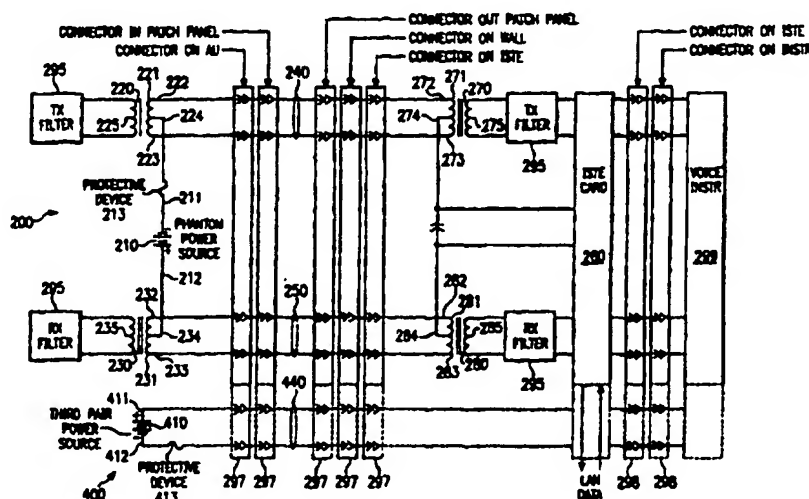 CONNECTOR IN PATCH PANEL
CONNECTOR ON AU
CONNECTOR OUT PATCH PANEL
CONNECTOR ON WALL
CONNECTOR ON ISTE
CONNECTOR ON ISTE
CONNECTOR ON INSTR
295
TX
FILTER
220
221
222
225
224
223
240
272
271
270
274
275
273
TX
FILTER
295
PROTECTIVE
DEVICE
213
211
200
210
PHANTOM
POWER
SOURCE
212
ISTE
CARD
VOICE
INSTR
295
RX
FILTER
235
232
234
230
231
233
250
282
281
284
285
283
280
RX
FILTER
295
440
THIRD PAIR
POWER
SOURCE
411
410
412
400
PROTECTIVE
DEVICE
413
297
297
297
297
297
LAN
DATA
298
298